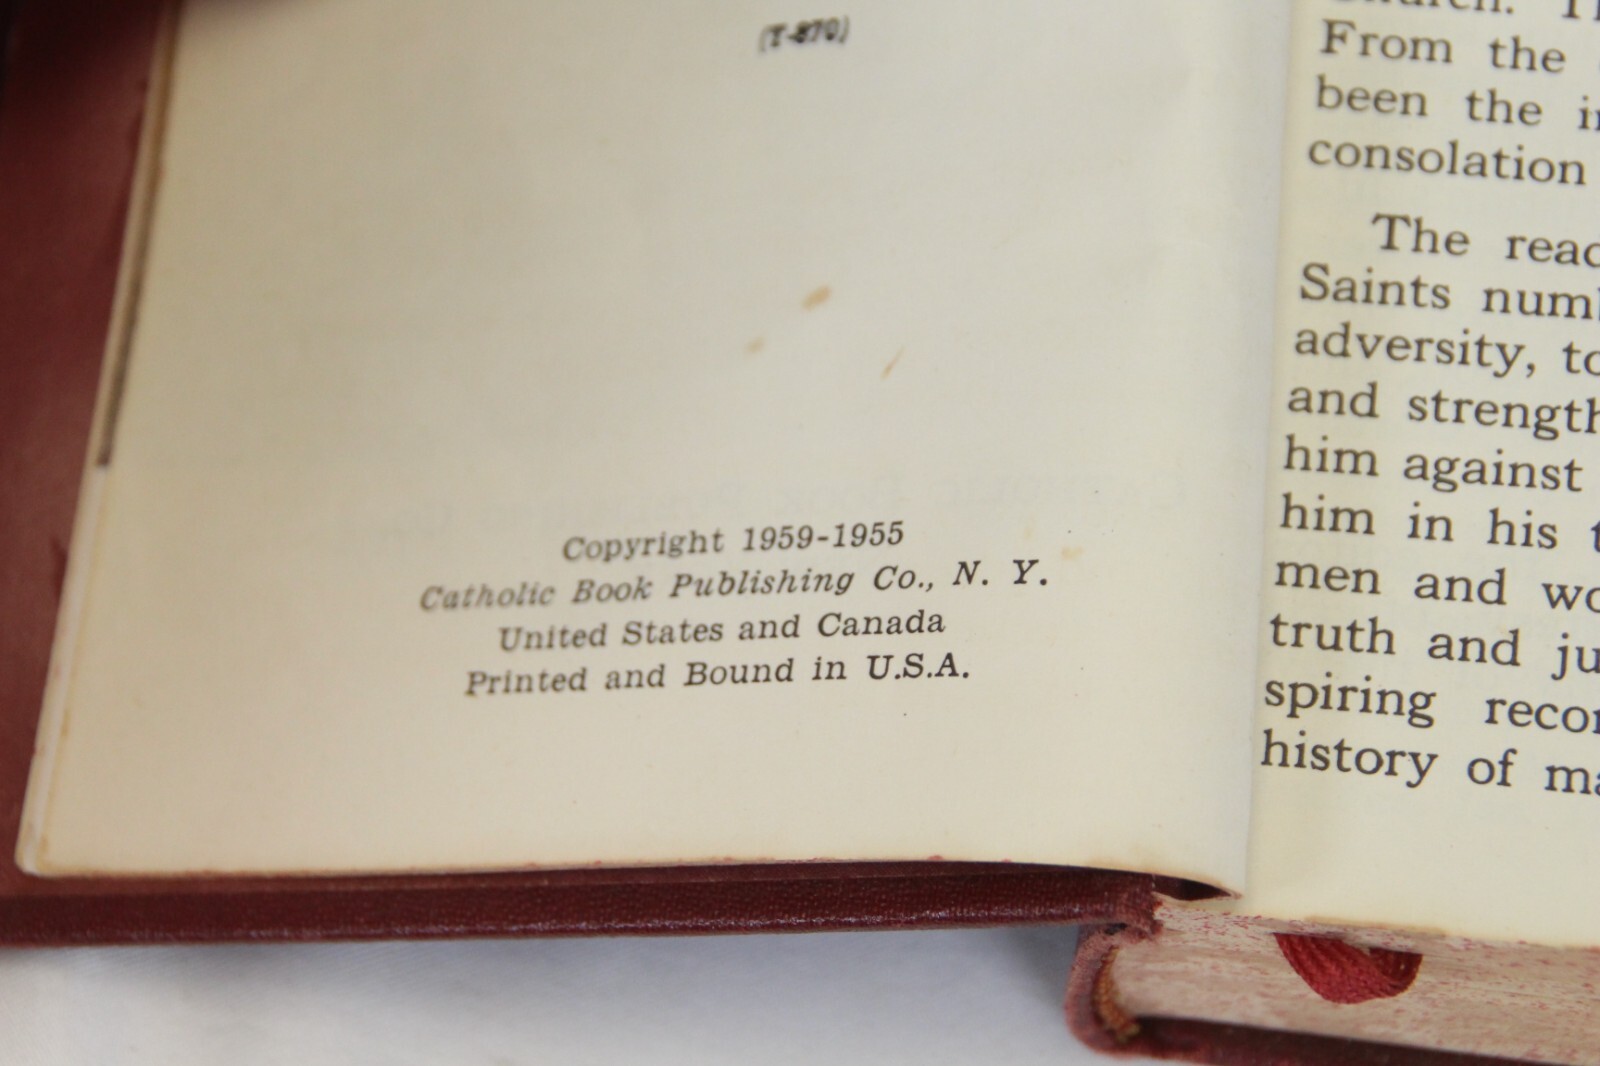 (T-870)
Copyright 1959-1955
Catholic Book Publishing Co., N. Y.
United States and Canada
Printed and Bound in U.S.A.
Church.
From the
been the
consolation
The
Saints
adversity,
and
him against
him in his
men and
truth and
spiring
history of